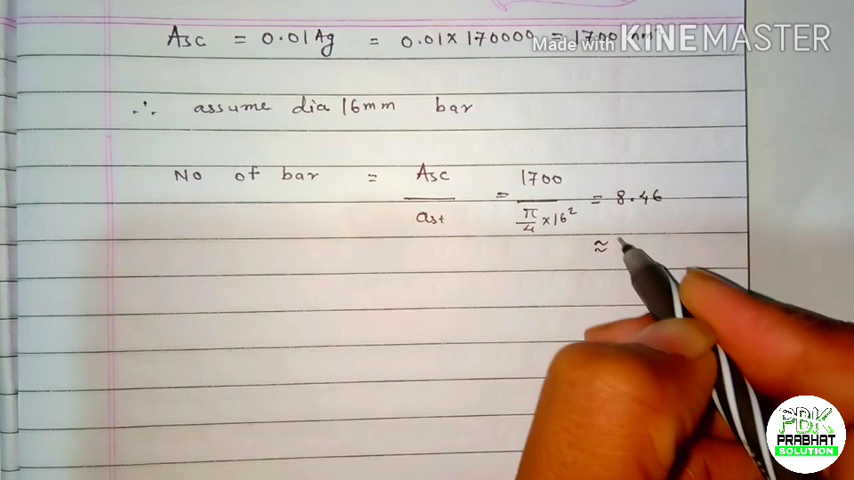 Asc = 0.01Ag = 0.01 × 170000 = 1700 mm²
Made with KINEMASTER
∴ assume dia 16mm bar
No of bar = Asc / ast = 1700 / π/4 × 16² = 8.46
≈
PBK
PRABHAT
SOLUTION